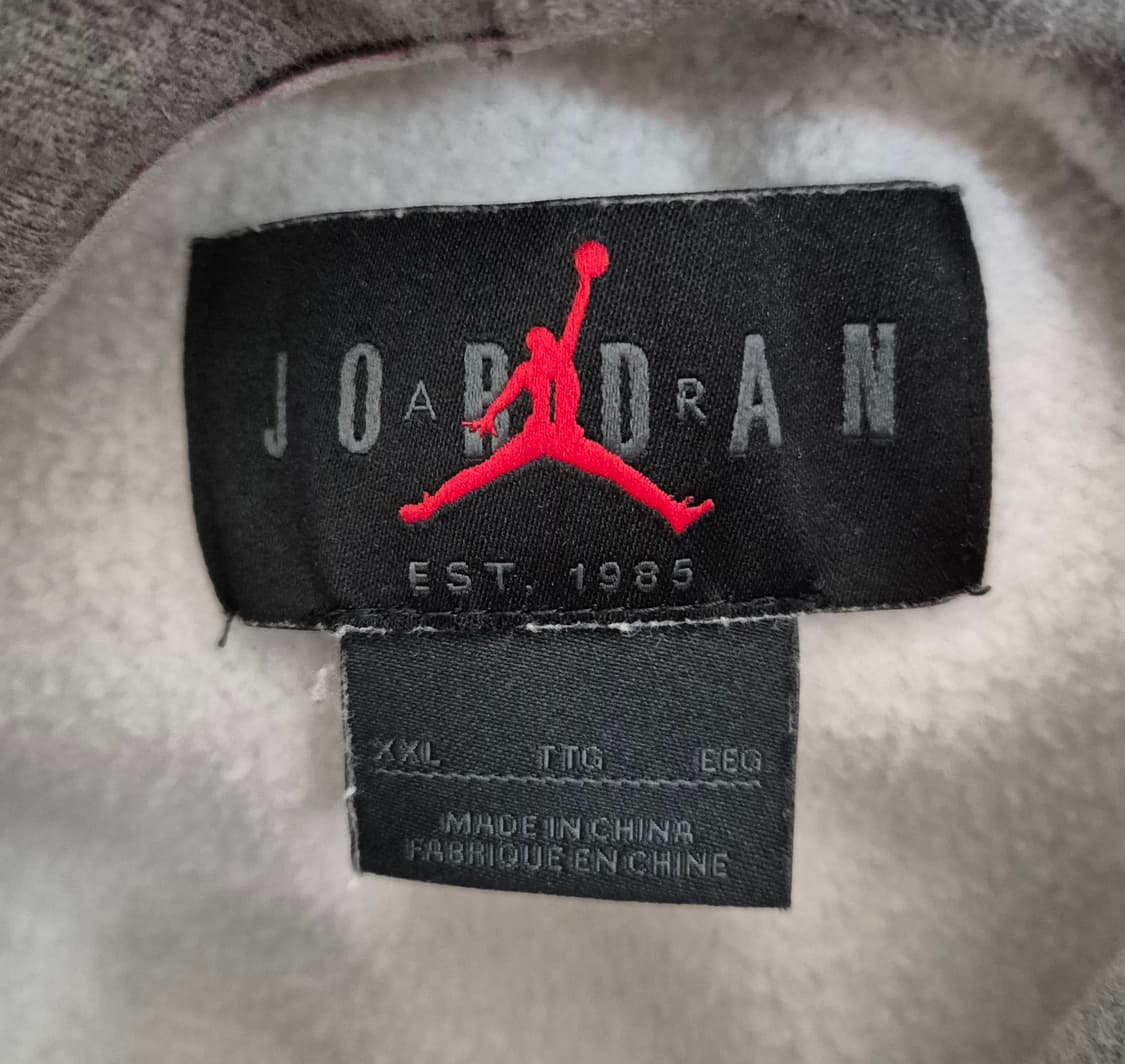 JORDAN
AIR
EST. 1985
XXL TTG EEG
MADE IN CHINA
FABRIQUE EN CHINE